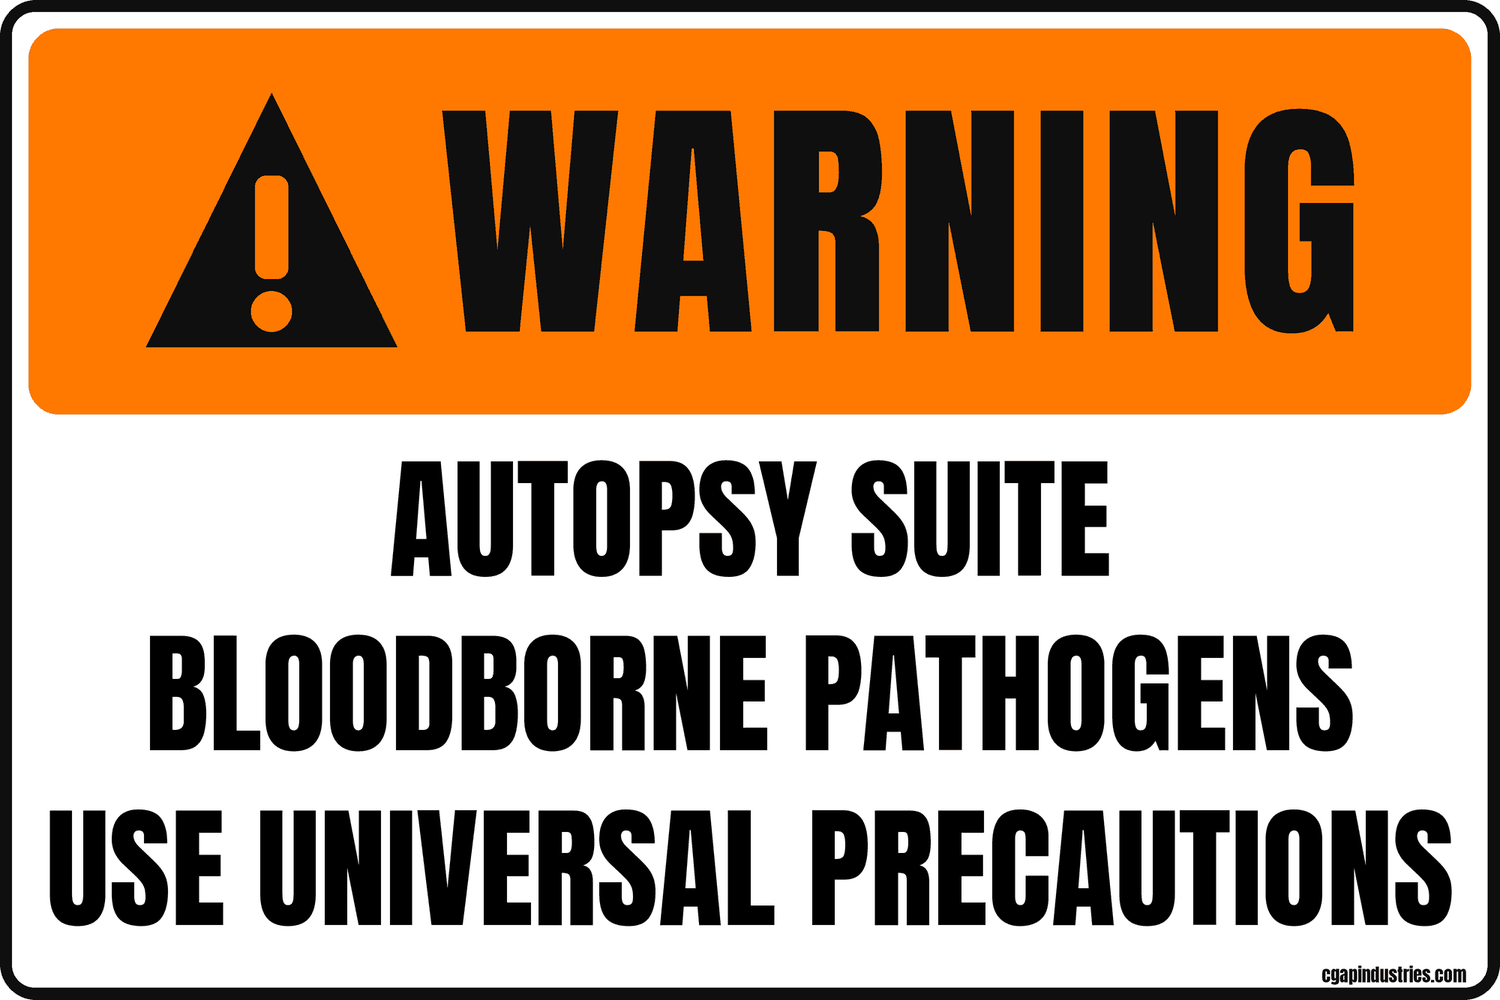 WARNING
AUTOPSY SUITE
BLOODBORNE PATHOGENS
USE UNIVERSAL PRECAUTIONS
cgapindustries.com